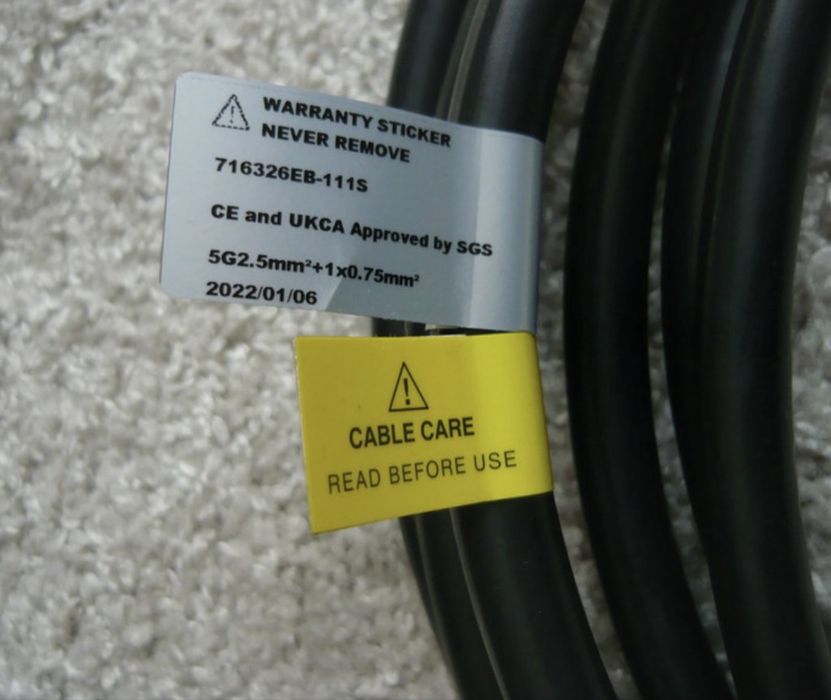 WARRANTY STICKER
NEVER REMOVE
716326EB-111S
CE and UKCA Approved by SGS
5G2.5mm²+1x0.75mm²
2022/01/06
CABLE CARE
READ BEFORE USE